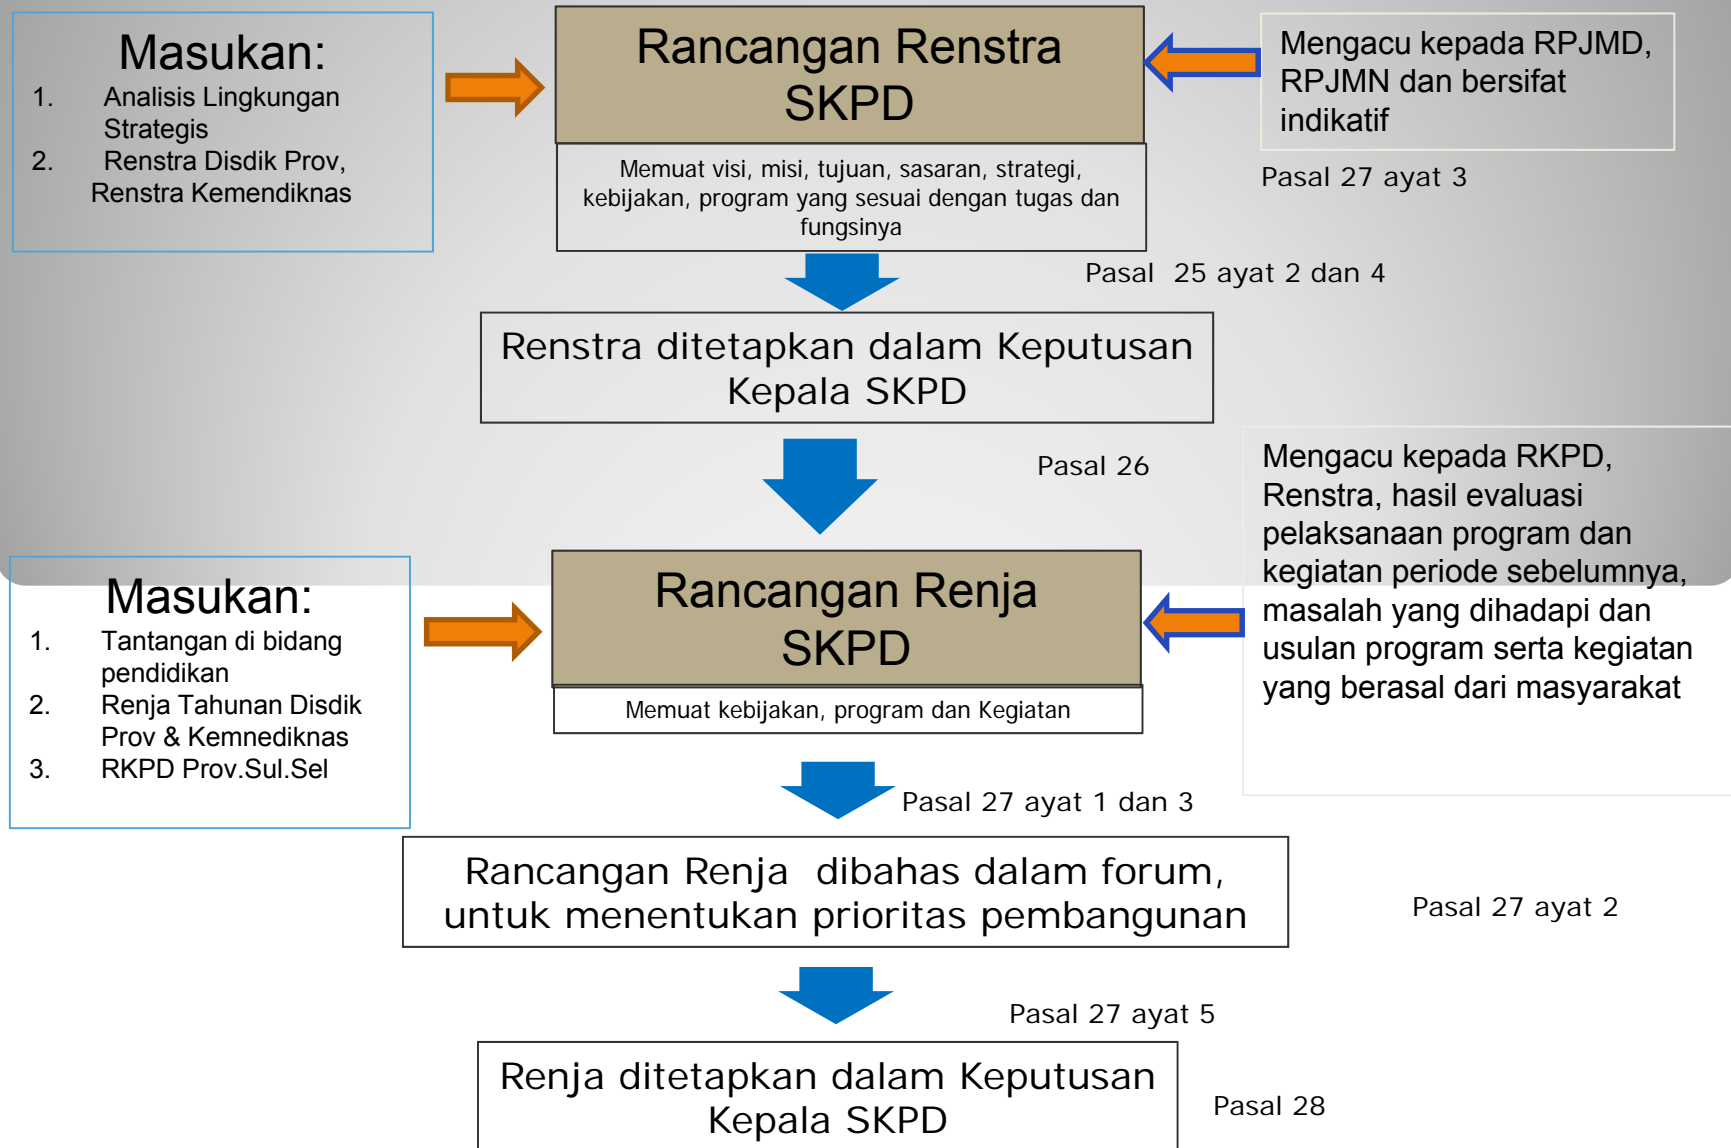 Masukan:
1. Analisis Lingkungan
Strategis
2. Renstra Disdik Prov,
Renstra Kemendiknas
Rancangan Renstra
SKPD
Memuat visi, misi, tujuan, sasaran, strategi,
kebijakan, program yang sesuai dengan tugas dan
fungsinya
Mengacu kepada RPJMD,
RPJMN dan bersifat
indikatif
Pasal 27 ayat 3
Pasal 25 ayat 2 dan 4
Renstra ditetapkan dalam Keputusan
Kepala SKPD
Pasal 26
Masukan:
1. Tantangan di bidang
pendidikan
2. Renja Tahunan Disdik
Prov & Kemnediknas
3. RKPD Prov.Sul.Sel
Rancangan Renja
SKPD
Memuat kebijakan, program dan Kegiatan
Mengacu kepada RKPD,
Renstra, hasil evaluasi
pelaksanaan program dan
kegiatan periode sebelumnya,
masalah yang dihadapi dan
usulan program serta kegiatan
yang berasal dari masyarakat
Pasal 27 ayat 1 dan 3
Rancangan Renja dibahas dalam forum,
untuk menentukan prioritas pembangunan
Pasal 27 ayat 2
Pasal 27 ayat 5
Renja ditetapkan dalam Keputusan
Kepala SKPD
Pasal 28